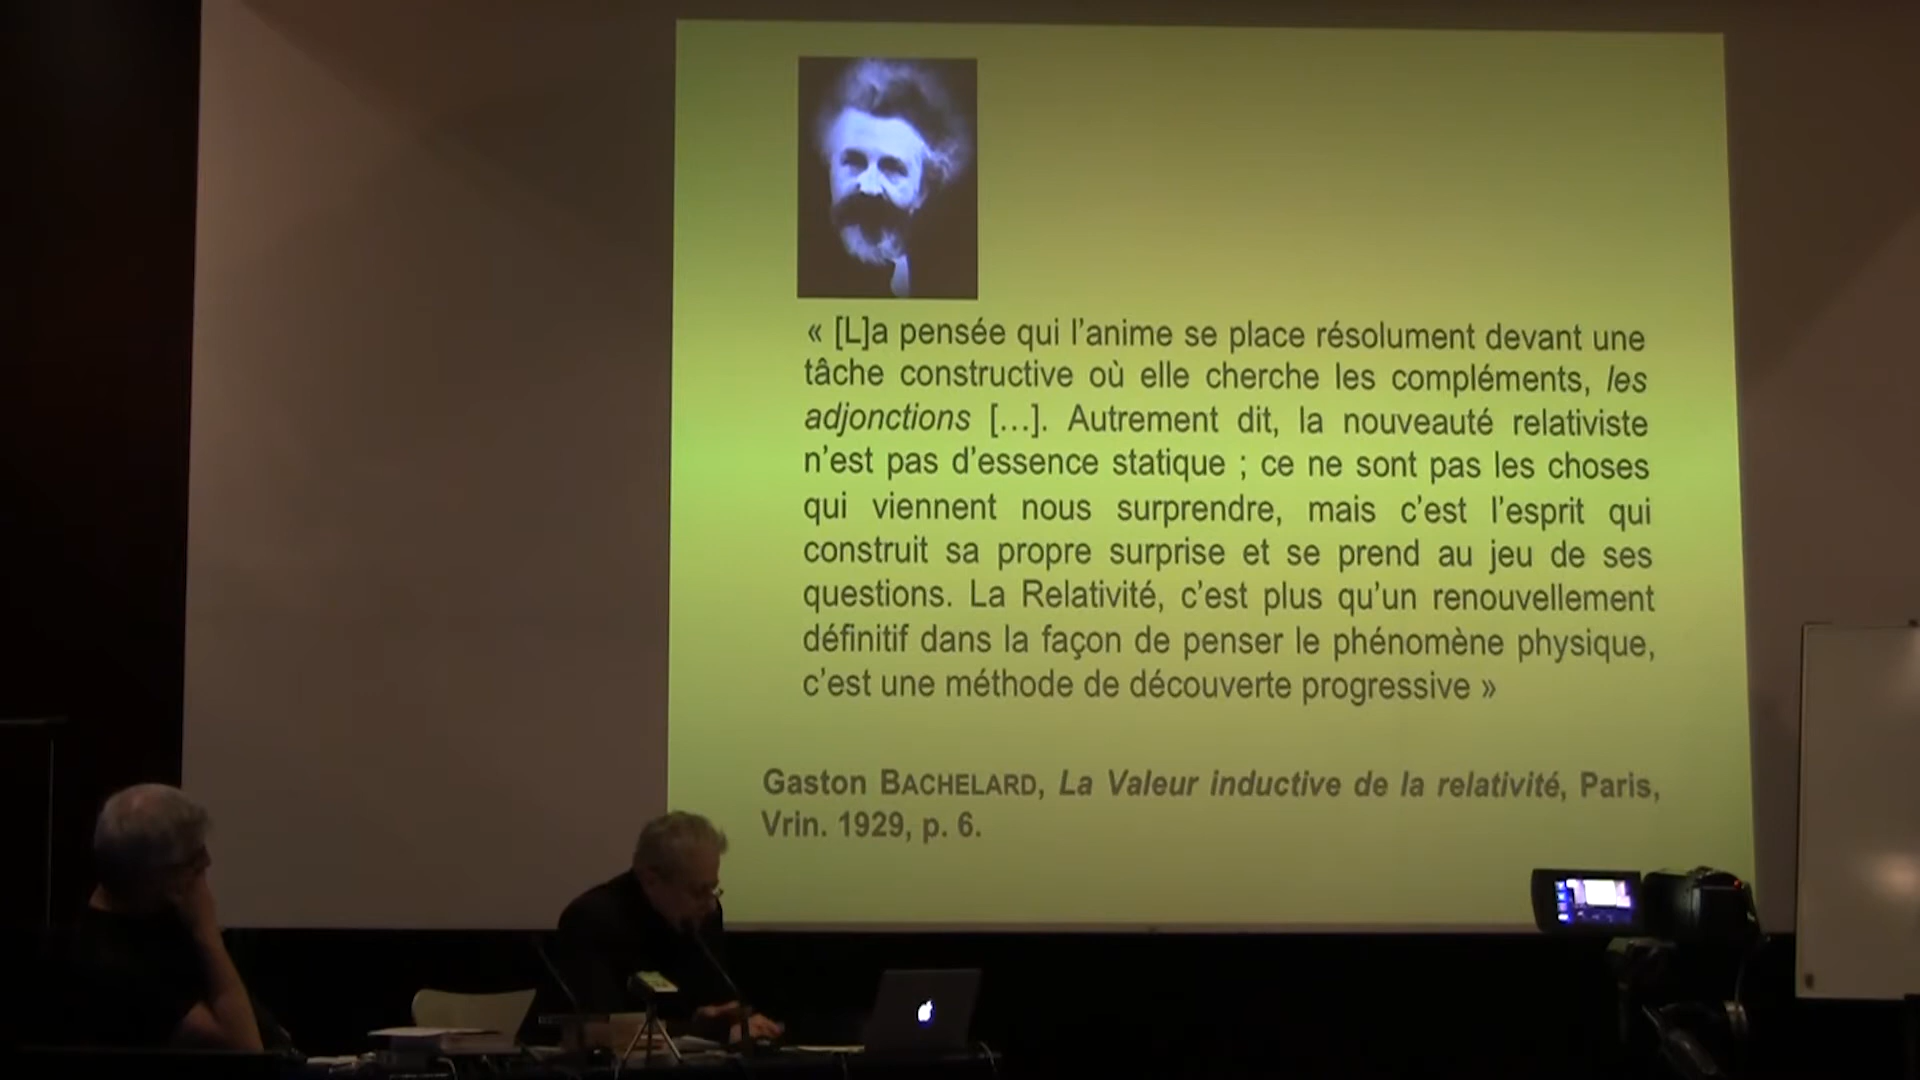 « [L]a pensée qui l’anime se place résolument devant une
tâche constructive où elle cherche les compléments, les
adjonctions […]. Autrement dit, la nouveauté relativiste
n’est pas d’essence statique ; ce ne sont pas les choses
qui viennent nous surprendre, mais c’est l’esprit qui
construit sa propre surprise et se prend au jeu de ses
questions. La Relativité, c’est plus qu’un renouvellement
définitif dans la façon de penser le phénomène physique,
c’est une méthode de découverte progressive »
Gaston BACHELARD, La Valeur inductive de la relativité, Paris,
Vrin. 1929, p. 6.